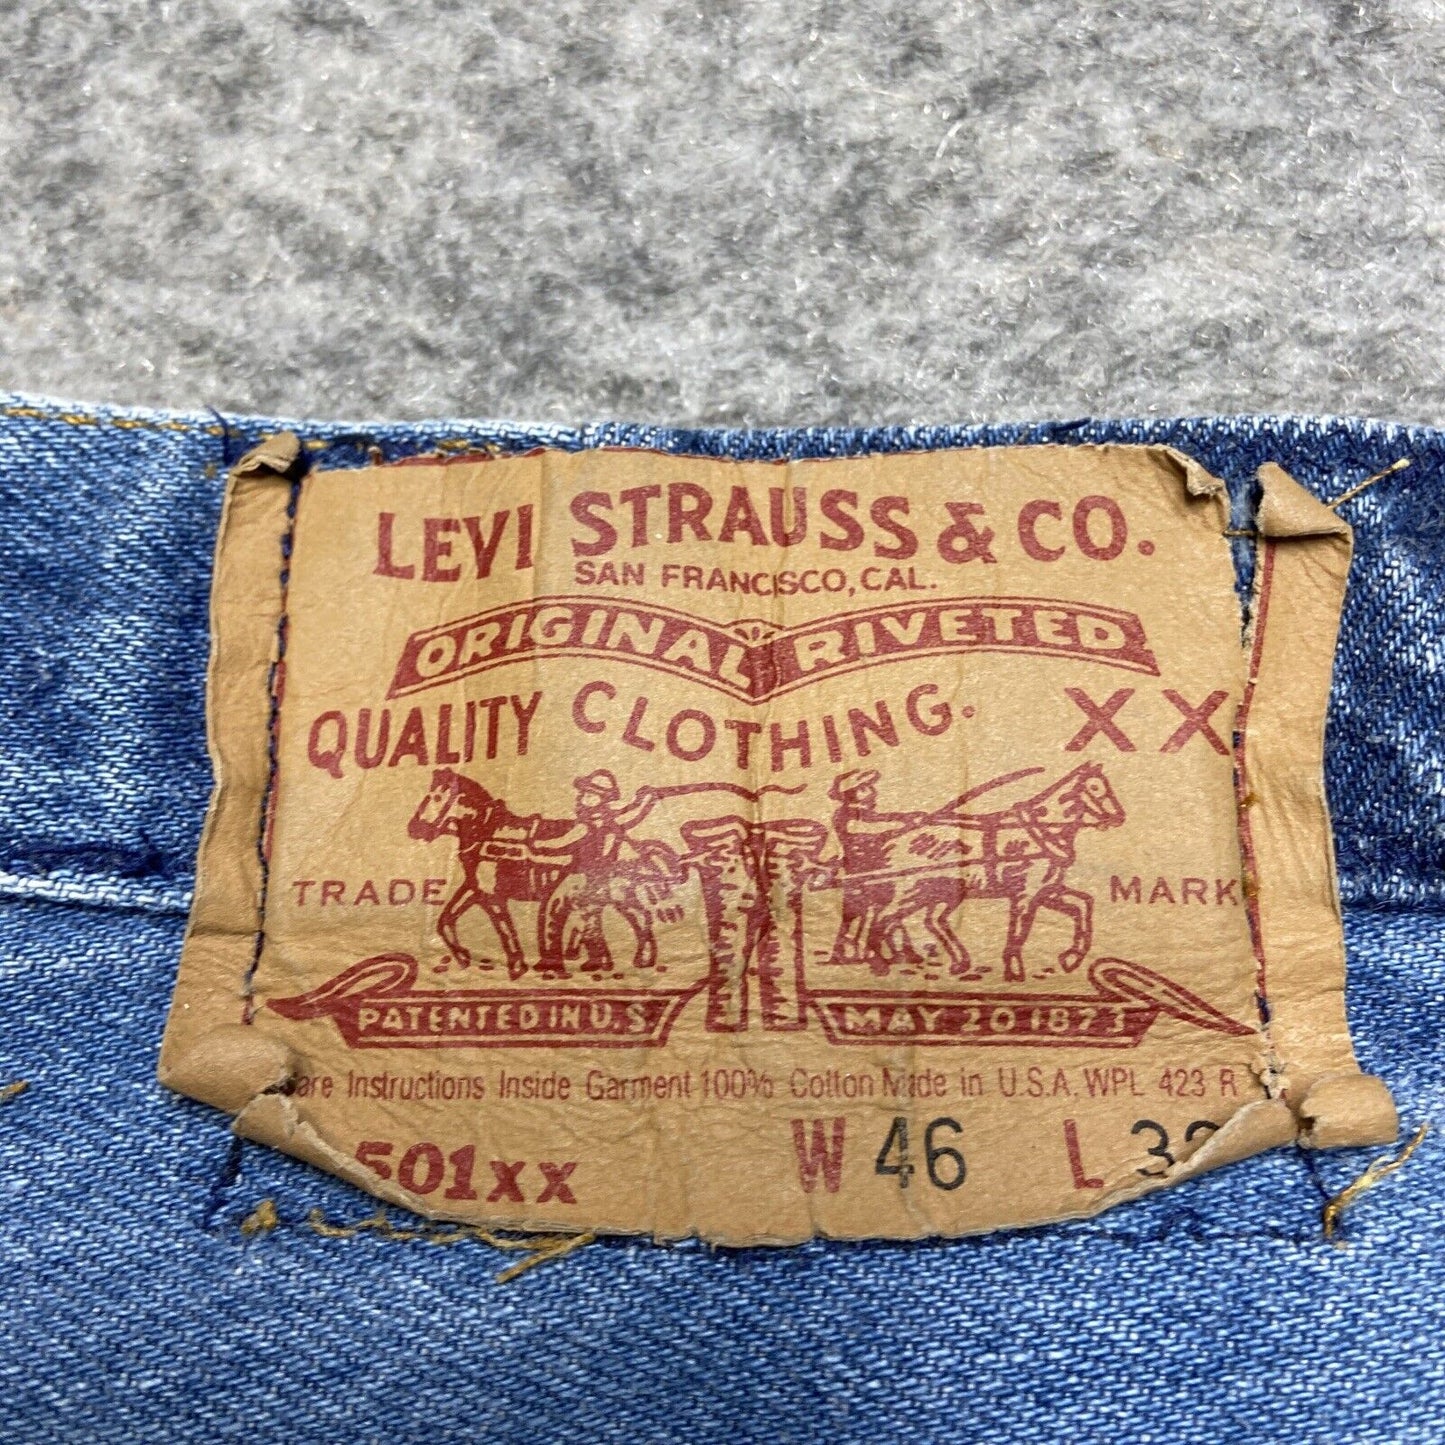 LEVI STRAUSS & CO.
SAN FRANCISCO, CAL.
ORIGINAL RIVETED
QUALITY CLOTHING. XX
TRADE MARK
PATENTED IN U.S. MAY 20 1873
Care Instructions Inside Garment 100% Cotton Made in U.S.A. WPL 423 R
501XX W 46 L